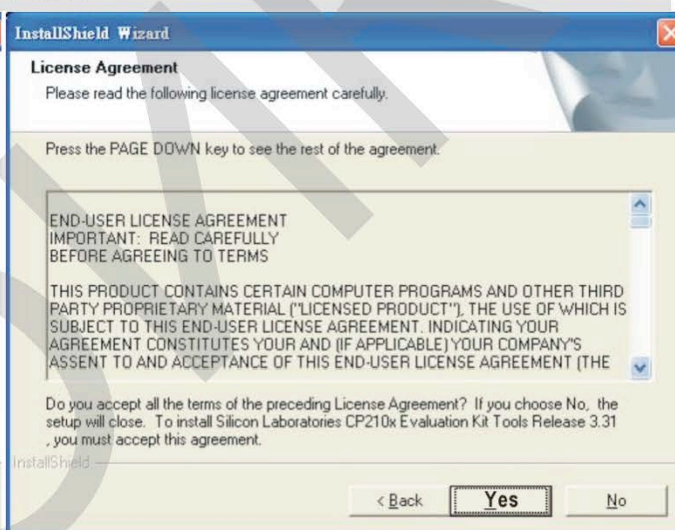 InstallShield Wizard
License Agreement
Please read the following license agreement carefully.
Press the PAGE DOWN key to see the rest of the agreement.
END-USER LICENSE AGREEMENT
IMPORTANT: READ CAREFULLY
BEFORE AGREEING TO TERMS
THIS PRODUCT CONTAINS CERTAIN COMPUTER PROGRAMS AND OTHER THIRD
PARTY PROPRIETARY MATERIAL ("LICENSED PRODUCT"), THE USE OF WHICH IS
SUBJECT TO THIS END-USER LICENSE AGREEMENT. INDICATING YOUR
AGREEMENT CONSTITUTES YOUR AND (IF APPLICABLE) YOUR COMPANY'S
ASSENT TO AND ACCEPTANCE OF THIS END-USER LICENSE AGREEMENT (THE
Do you accept all the terms of the preceding License Agreement? If you choose No, the
setup will close. To install Silicon Laboratories CP210x Evaluation Kit Tools Release 3.31
, you must accept this agreement.
InstallShield
< Back Yes No